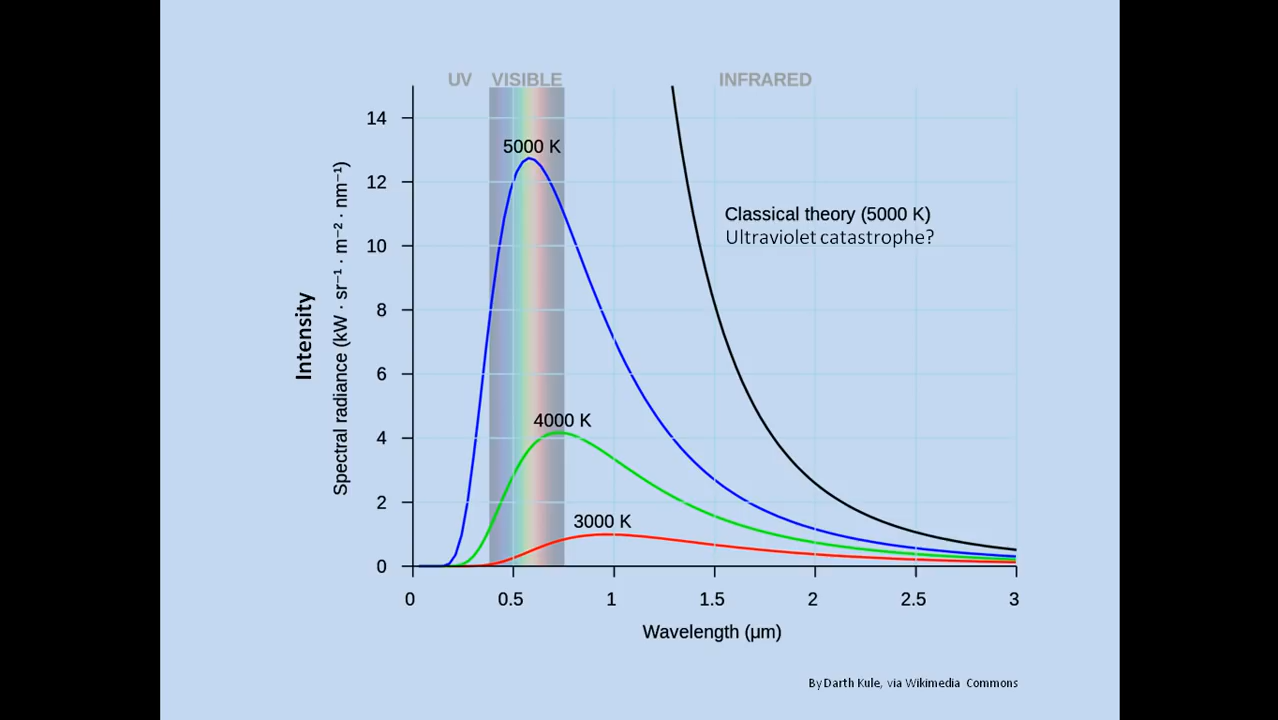 UV VISIBLE INFRARED
14
12
10
8
6
4
2
0
Intensity
Spectral radiance (kW · sr⁻¹ · m⁻² · nm⁻¹)
5000 K
4000 K
3000 K
Classical theory (5000 K)
Ultraviolet catastrophe?
0 0.5 1 1.5 2 2.5 3
Wavelength (μm)
By Darth Kule, via Wikimedia Commons